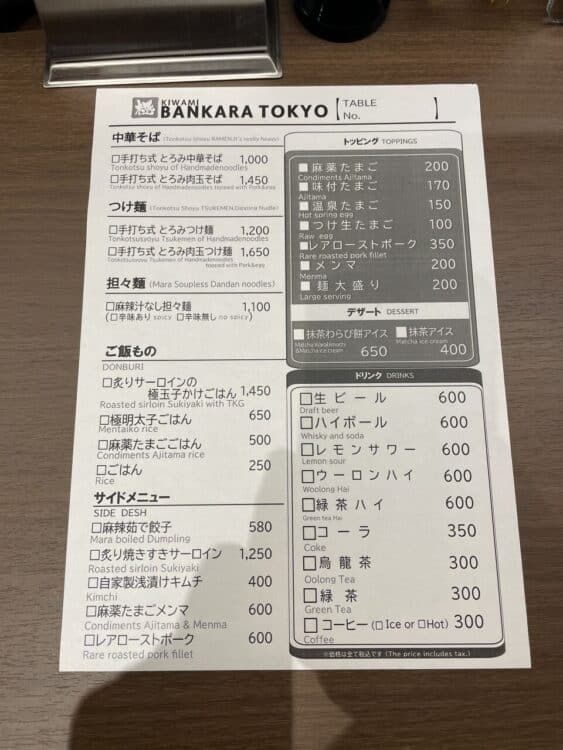 極 KIWAMI
BANKARA TOKYO
TABLE
No.
中華そば (Tonkotsu Shoyu RAMEN,It's really heavy)
□手打ち式 とろみ中華そば 1,000
Tonkotsu shoyu of Handmadenoodles
□手打ち式 とろみ肉玉そば 1,450
Tonkotsu shoyu of Handmadenoodles topped with Pork&egg
つけ麺
□手打ち式 とろみつけ麺 1,200
Tonkotsusyoyu Tsukemen of Handmadenoodles
□手打ち式 とろみ肉玉つけ麺 1,650
Tonkotsusyoyu Tsukemen of Handmadenoodles
topped with Pork&egg
担々麺 (Mara Soupless Dandan noodles)
□麻辣汁なし担々麺 1,100
(□辛味あり spicy □辛味無し no spicy)
ご飯もの
DONBURI
□炙りサーロインの
極玉子かけごはん 1,450
Roasted sirloin Sukiyaki with TKG
□極明太子ごはん 650
Mentaiko rice
□麻薬たまごごはん 500
Condiments Ajitama rice
□ごはん 250
Rice
サイドメニュー
SIDE DESH
□麻辣茹で餃子 580
Mara boiled Dumpling
□炙り焼きすきサーロイン 1,250
Roasted sirloin Sukiyaki
□自家製浅漬けキムチ 400
Kimchi
□麻薬たまごメンマ 600
Condiments Ajitama & Menma
□レアローストポーク 600
Rare roasted pork fillet
トッピング TOPPINGS
■麻薬たまご 200
Condiments Ajitama
■味付たまご 170
Ajitama
■温泉たまご 150
Hot spring egg
■つけ生たまご 100
Raw egg
■レアローストポーク 350
Rare roasted pork fillet
■メンマ 200
Menma
■麺大盛り 200
Large serving
デザート DESSERT
■抹茶わらび餅アイス
Matcha Warabimochi
&Matcha ice cream 650
■抹茶アイス
Matcha ice cream 400
ドリンク DRINKS
□生ビール 600
Draft beer
□ハイボール 600
Whisky and soda
□レモンサワー 600
Lemon sour
□ウーロンハイ 600
Woolong Hai
□緑茶ハイ 600
Green tea Hai
□コーラ 350
Coke
□烏龍茶 300
Oolong Tea
□緑茶 300
Green Tea
□コーヒー(□Ice or □Hot) 300
Coffee
※価格は全て税込です (The price includes tax.)